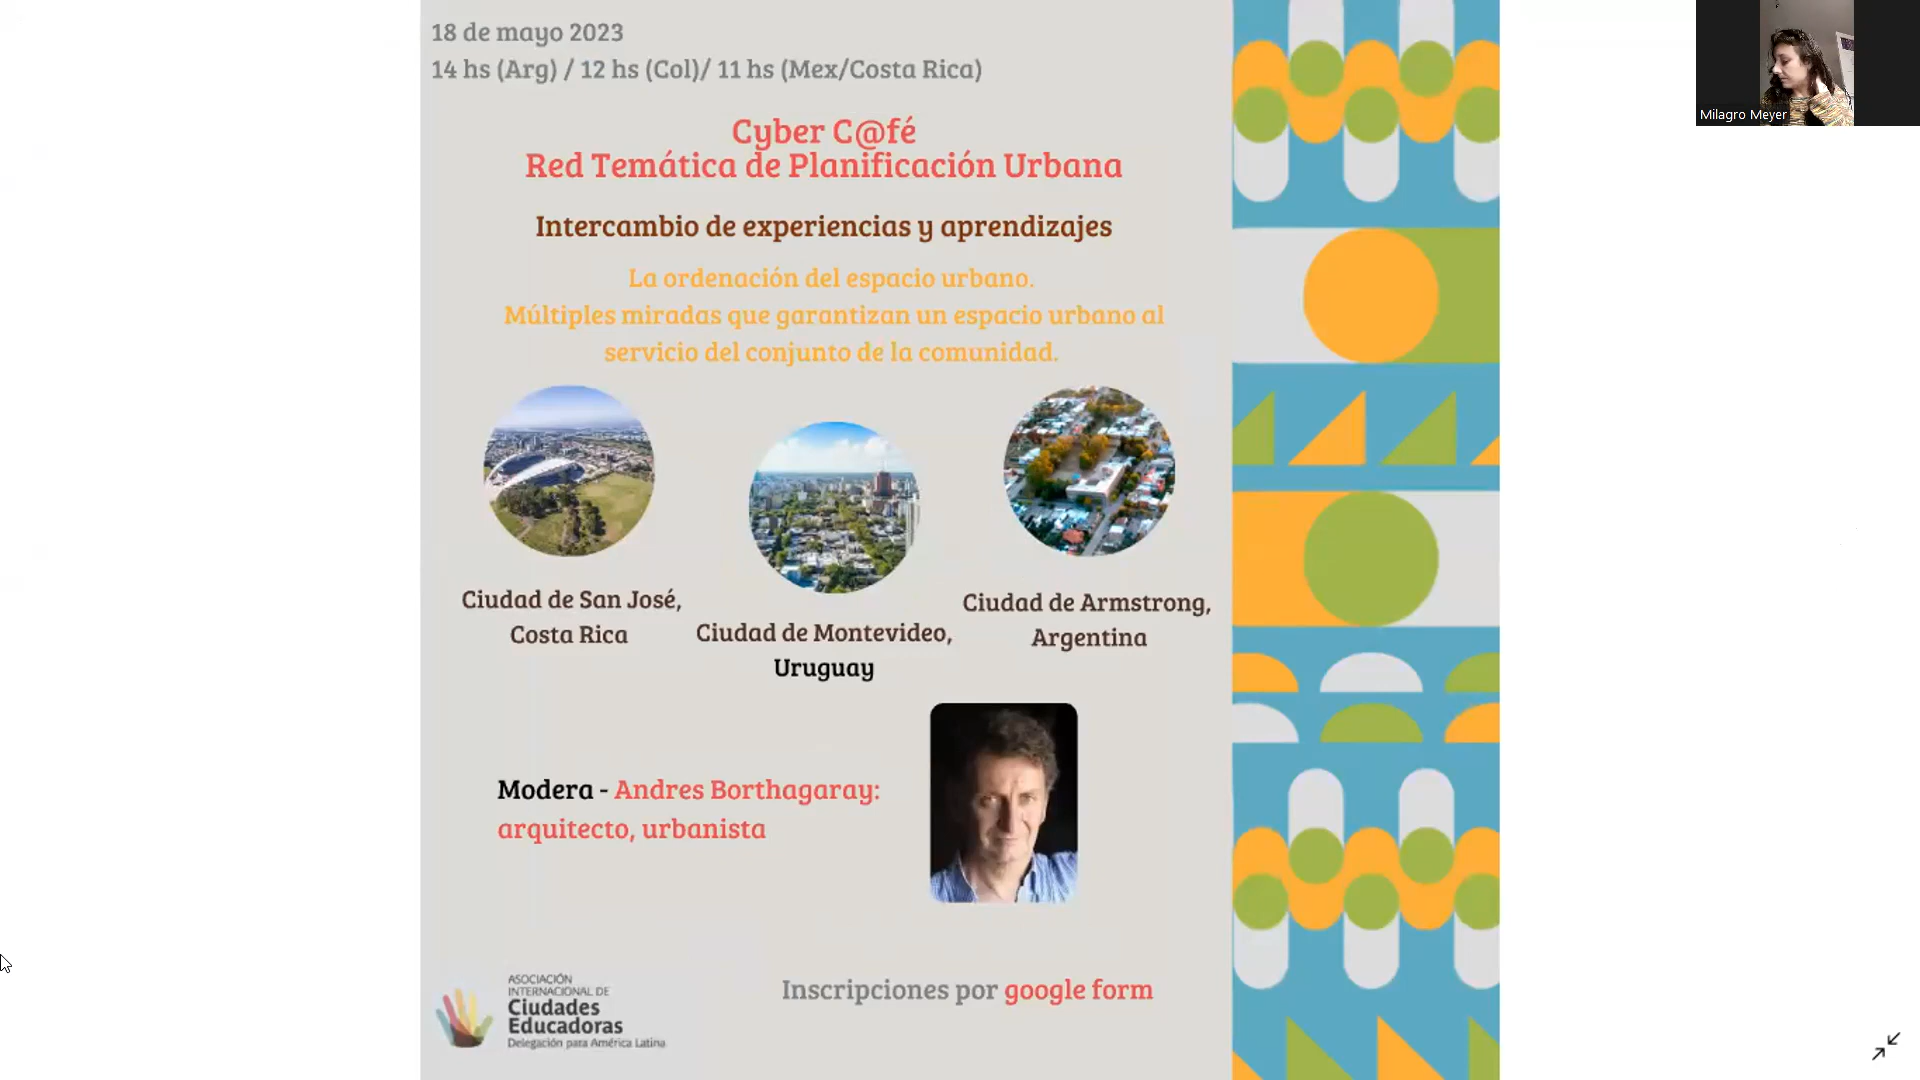 18 de mayo 2023
14 hs (Arg) / 12 hs (Col)/ 11 hs (Mex/Costa Rica)
Cyber C@fé
Red Temática de Planificación Urbana
Intercambio de experiencias y aprendizajes
La ordenación del espacio urbano.
Múltiples miradas que garantizan un espacio urbano al
servicio del conjunto de la comunidad.
Ciudad de San José,
Costa Rica
Ciudad de Montevideo,
Uruguay
Ciudad de Armstrong,
Argentina
Modera - Andres Borthagaray:
arquitecto, urbanista
ASOCIACIÓN
INTERNACIONAL DE
Ciudades
Educadoras
Delegación para América Latina
Inscripciones por google form
Milagro Meyer